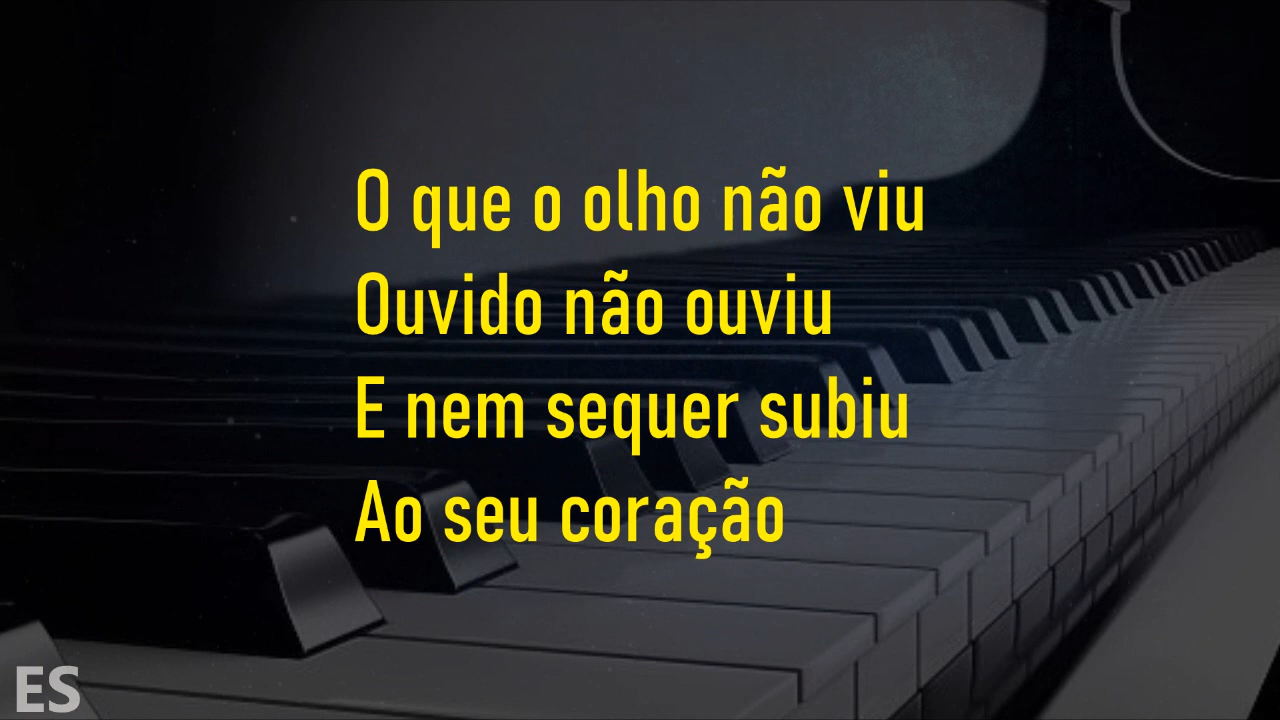 O que o olho não viu
Ouvido não ouviu
E nem sequer subiu
Ao seu coração
ES